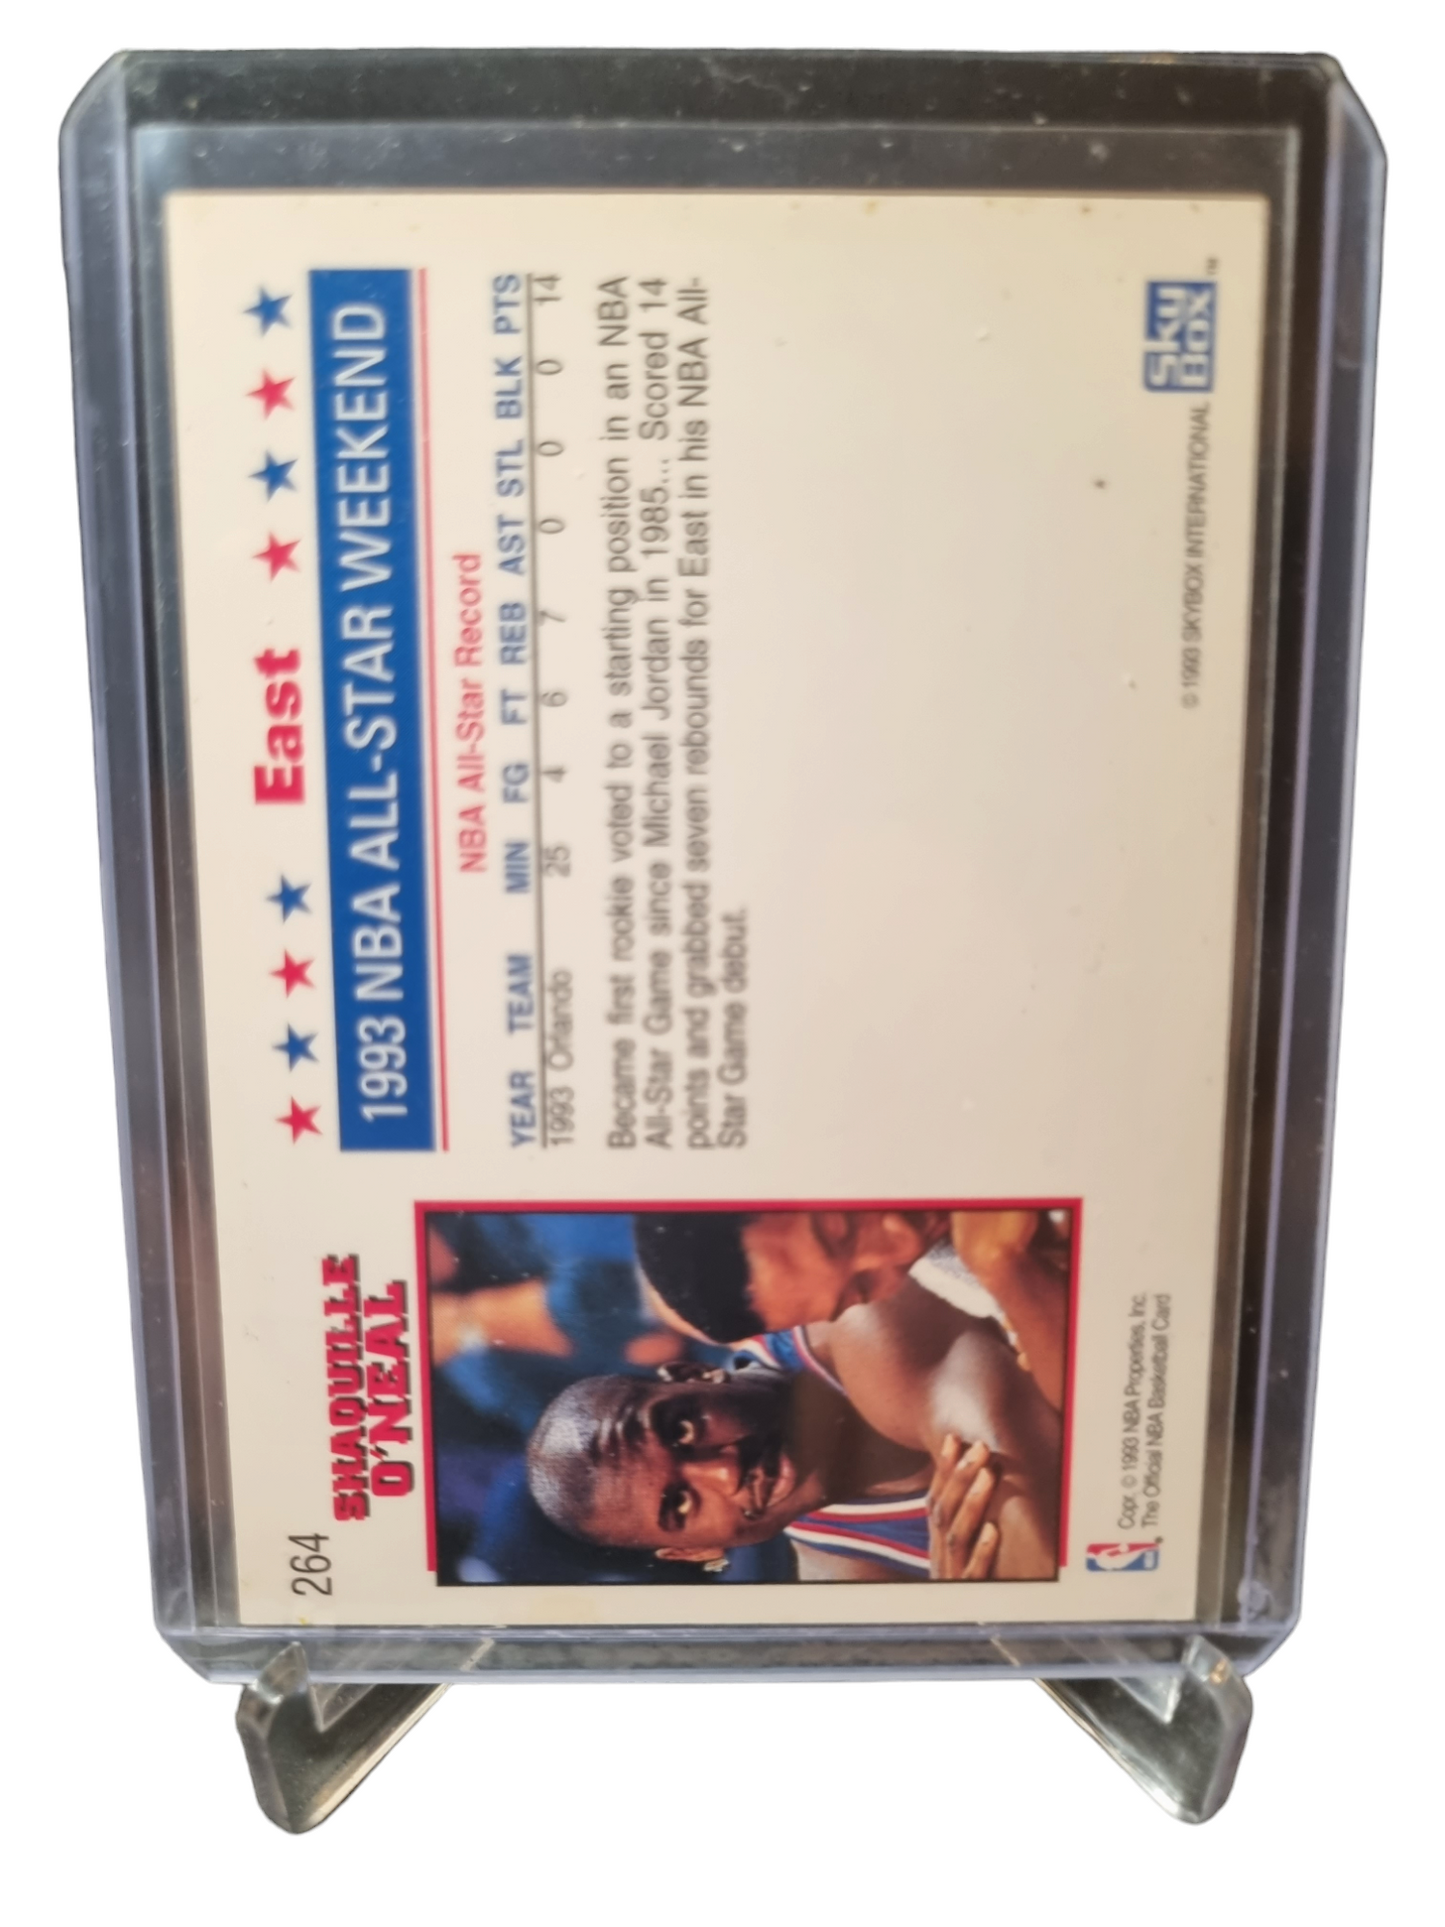 264
SHAQUILLE
O'NEAL
East
1993 NBA ALL-STAR WEEKEND
NBA All-Star Record
YEAR TEAM MIN FG FT REB AST STL BLK PTS
1993 Orlando 25 4 6 7 0 0 0 14
Became first rookie voted to a starting position in an NBA
All-Star Game since Michael Jordan in 1985... Scored 14
points and grabbed seven rebounds for East in his NBA All-
Star Game debut.
Copr. © 1993 NBA Properties, Inc.
The Official NBA Basketball Card
© 1993 SKYBOX INTERNATIONAL
SkyBox
TM